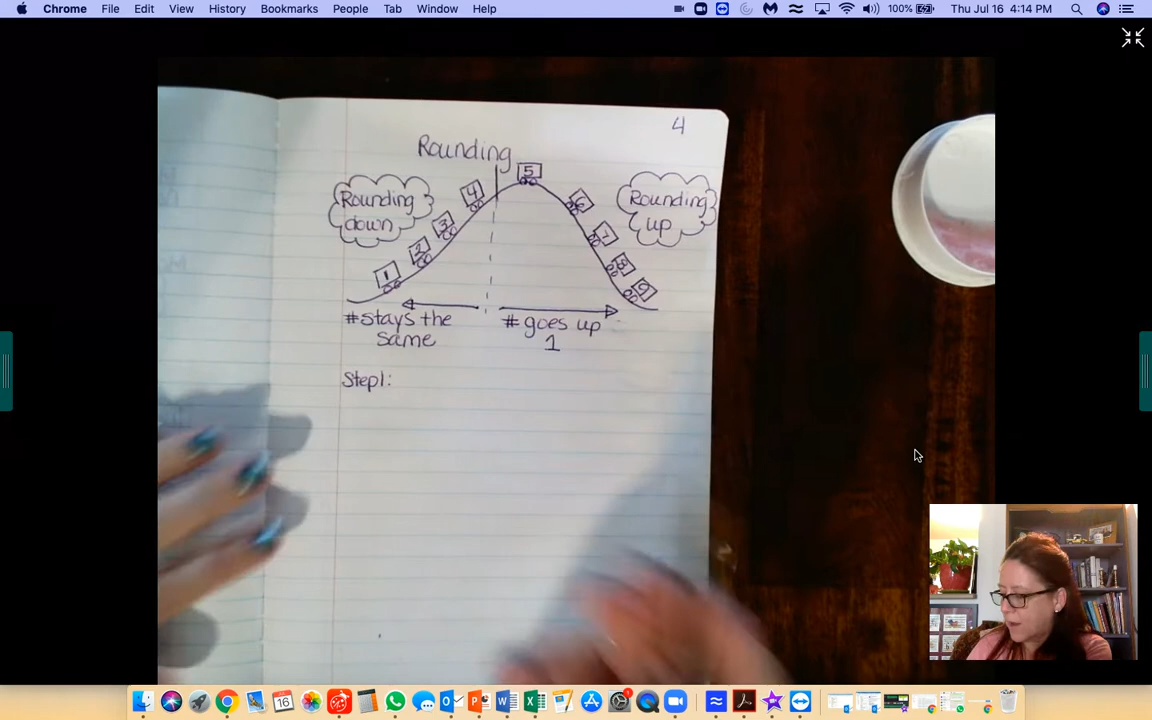 Chrome File Edit View History Bookmarks People Tab Window Help
100% Thu Jul 16 4:14 PM
4
Rounding
Rounding
down
1
2
3
4
5
6
7
8
9
Rounding
up
#stays the
same
# goes up
1
Step1:
16